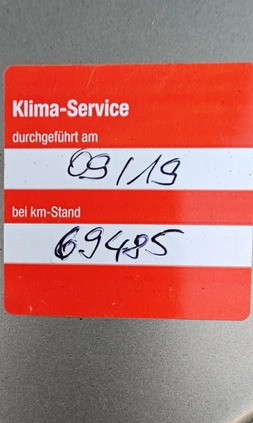 Klima-Service
durchgeführt am
09/19
bei km-Stand
69485